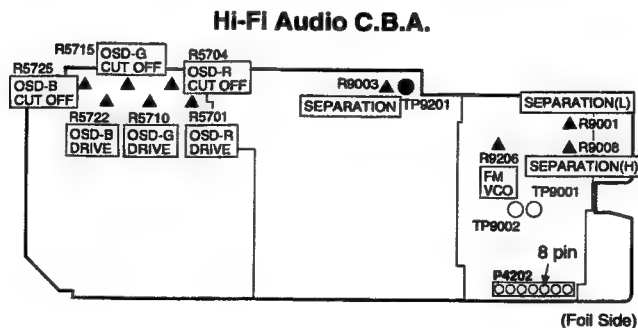 Hi-Fi Audio C.B.A.
R5715
OSD-G
CUT OFF
R5704
OSD-R
CUT OFF
R5725
OSD-B
CUT OFF
R9003
SEPARATION
TP9201
SEPARATION(L)
R9001
R9008
SEPARATION(H)
R5722
OSD-B
DRIVE
R5710
OSD-G
DRIVE
R5701
OSD-R
DRIVE
R9206
FM
VCO
TP9001
TP9002
8 pin
P4202
(Foil Side)